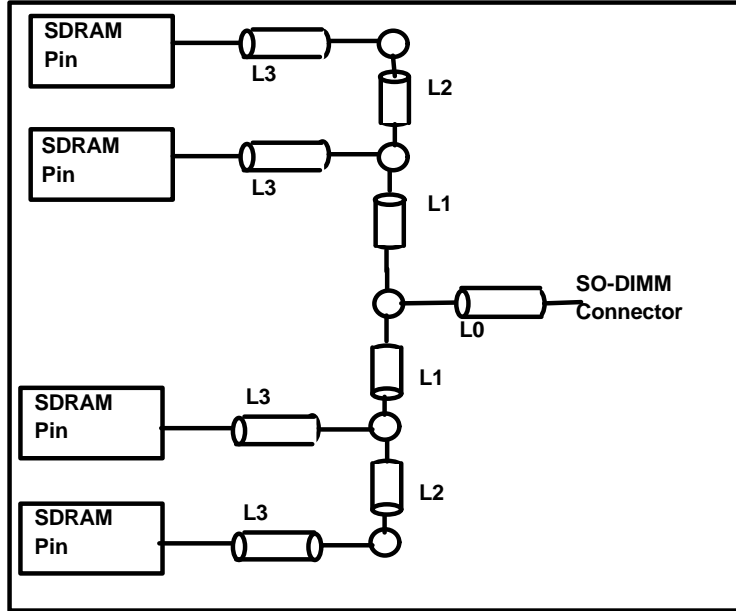 SDRAM
Pin
L3
L2
SDRAM
Pin
L3
L1
SO-DIMM
Connector
L0
L1
SDRAM
Pin
L3
L2
SDRAM
Pin
L3